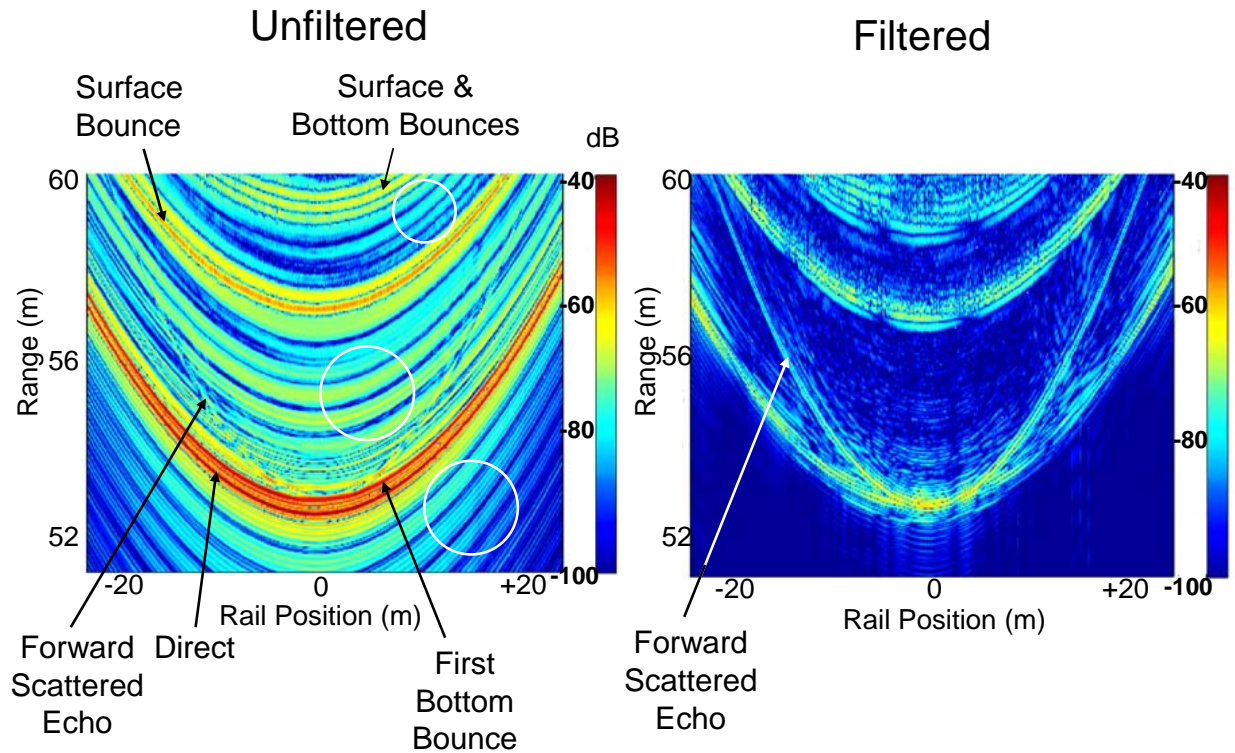 Unfiltered
Filtered
Surface
Bounce
Surface &
Bottom Bounces
dB
60
56
52
Range (m)
-20
0
+20
Rail Position (m)
-40
-60
-80
-100
Forward
Scattered
Echo
Direct
First
Bottom
Bounce
60
56
52
Range (m)
-20
0
+20
Rail Position (m)
-40
-60
-80
-100
Forward
Scattered
Echo